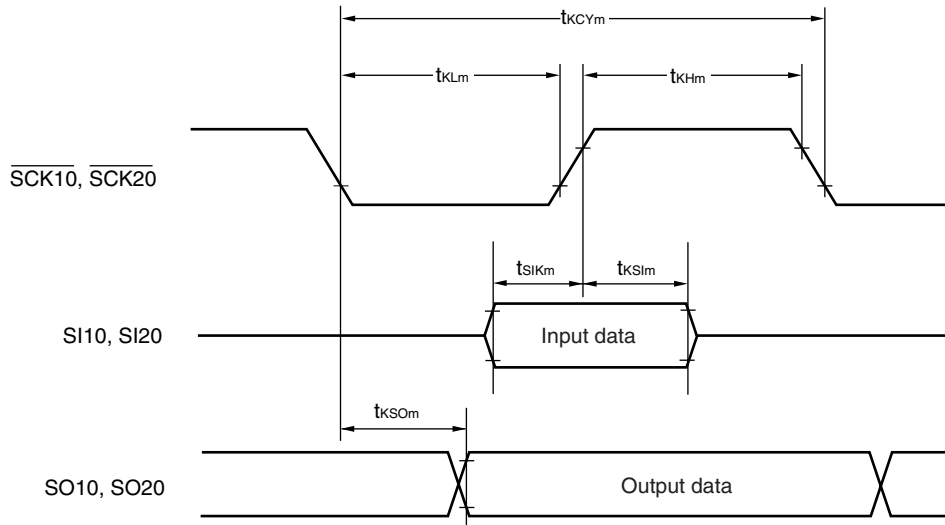 tKCYm
tKLm
tKHm
SCK10, SCK20
tSIKm
tKSIm
SI10, SI20
Input data
tKSOm
SO10, SO20
Output data